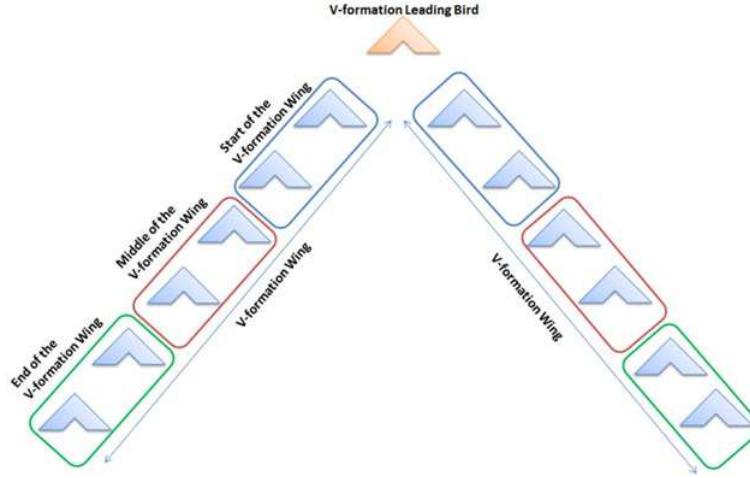 V-formation Leading Bird
Start of the
V-formation Wing
Middle of the
V-formation Wing
End of the
V-formation Wing
V-formation Wing
V-formation Wing